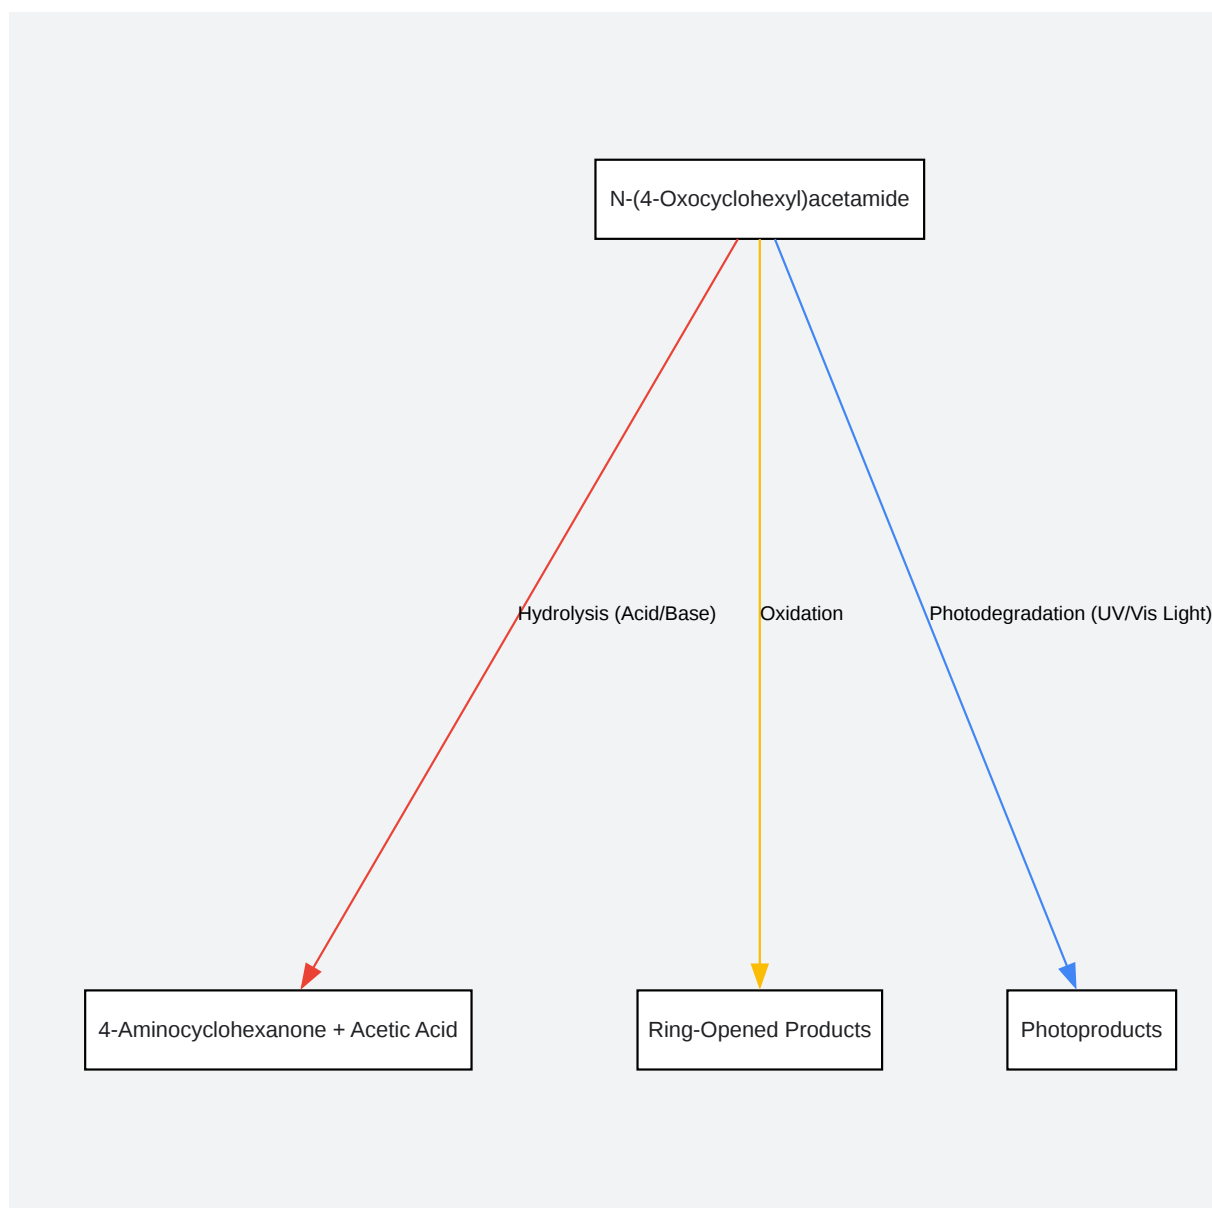 N-(4-Oxocyclohexyl)acetamide
Hydrolysis (Acid/Base)
Oxidation
Photodegradation (UV/Vis Light)
4-Aminocyclohexanone + Acetic Acid
Ring-Opened Products
Photoproducts